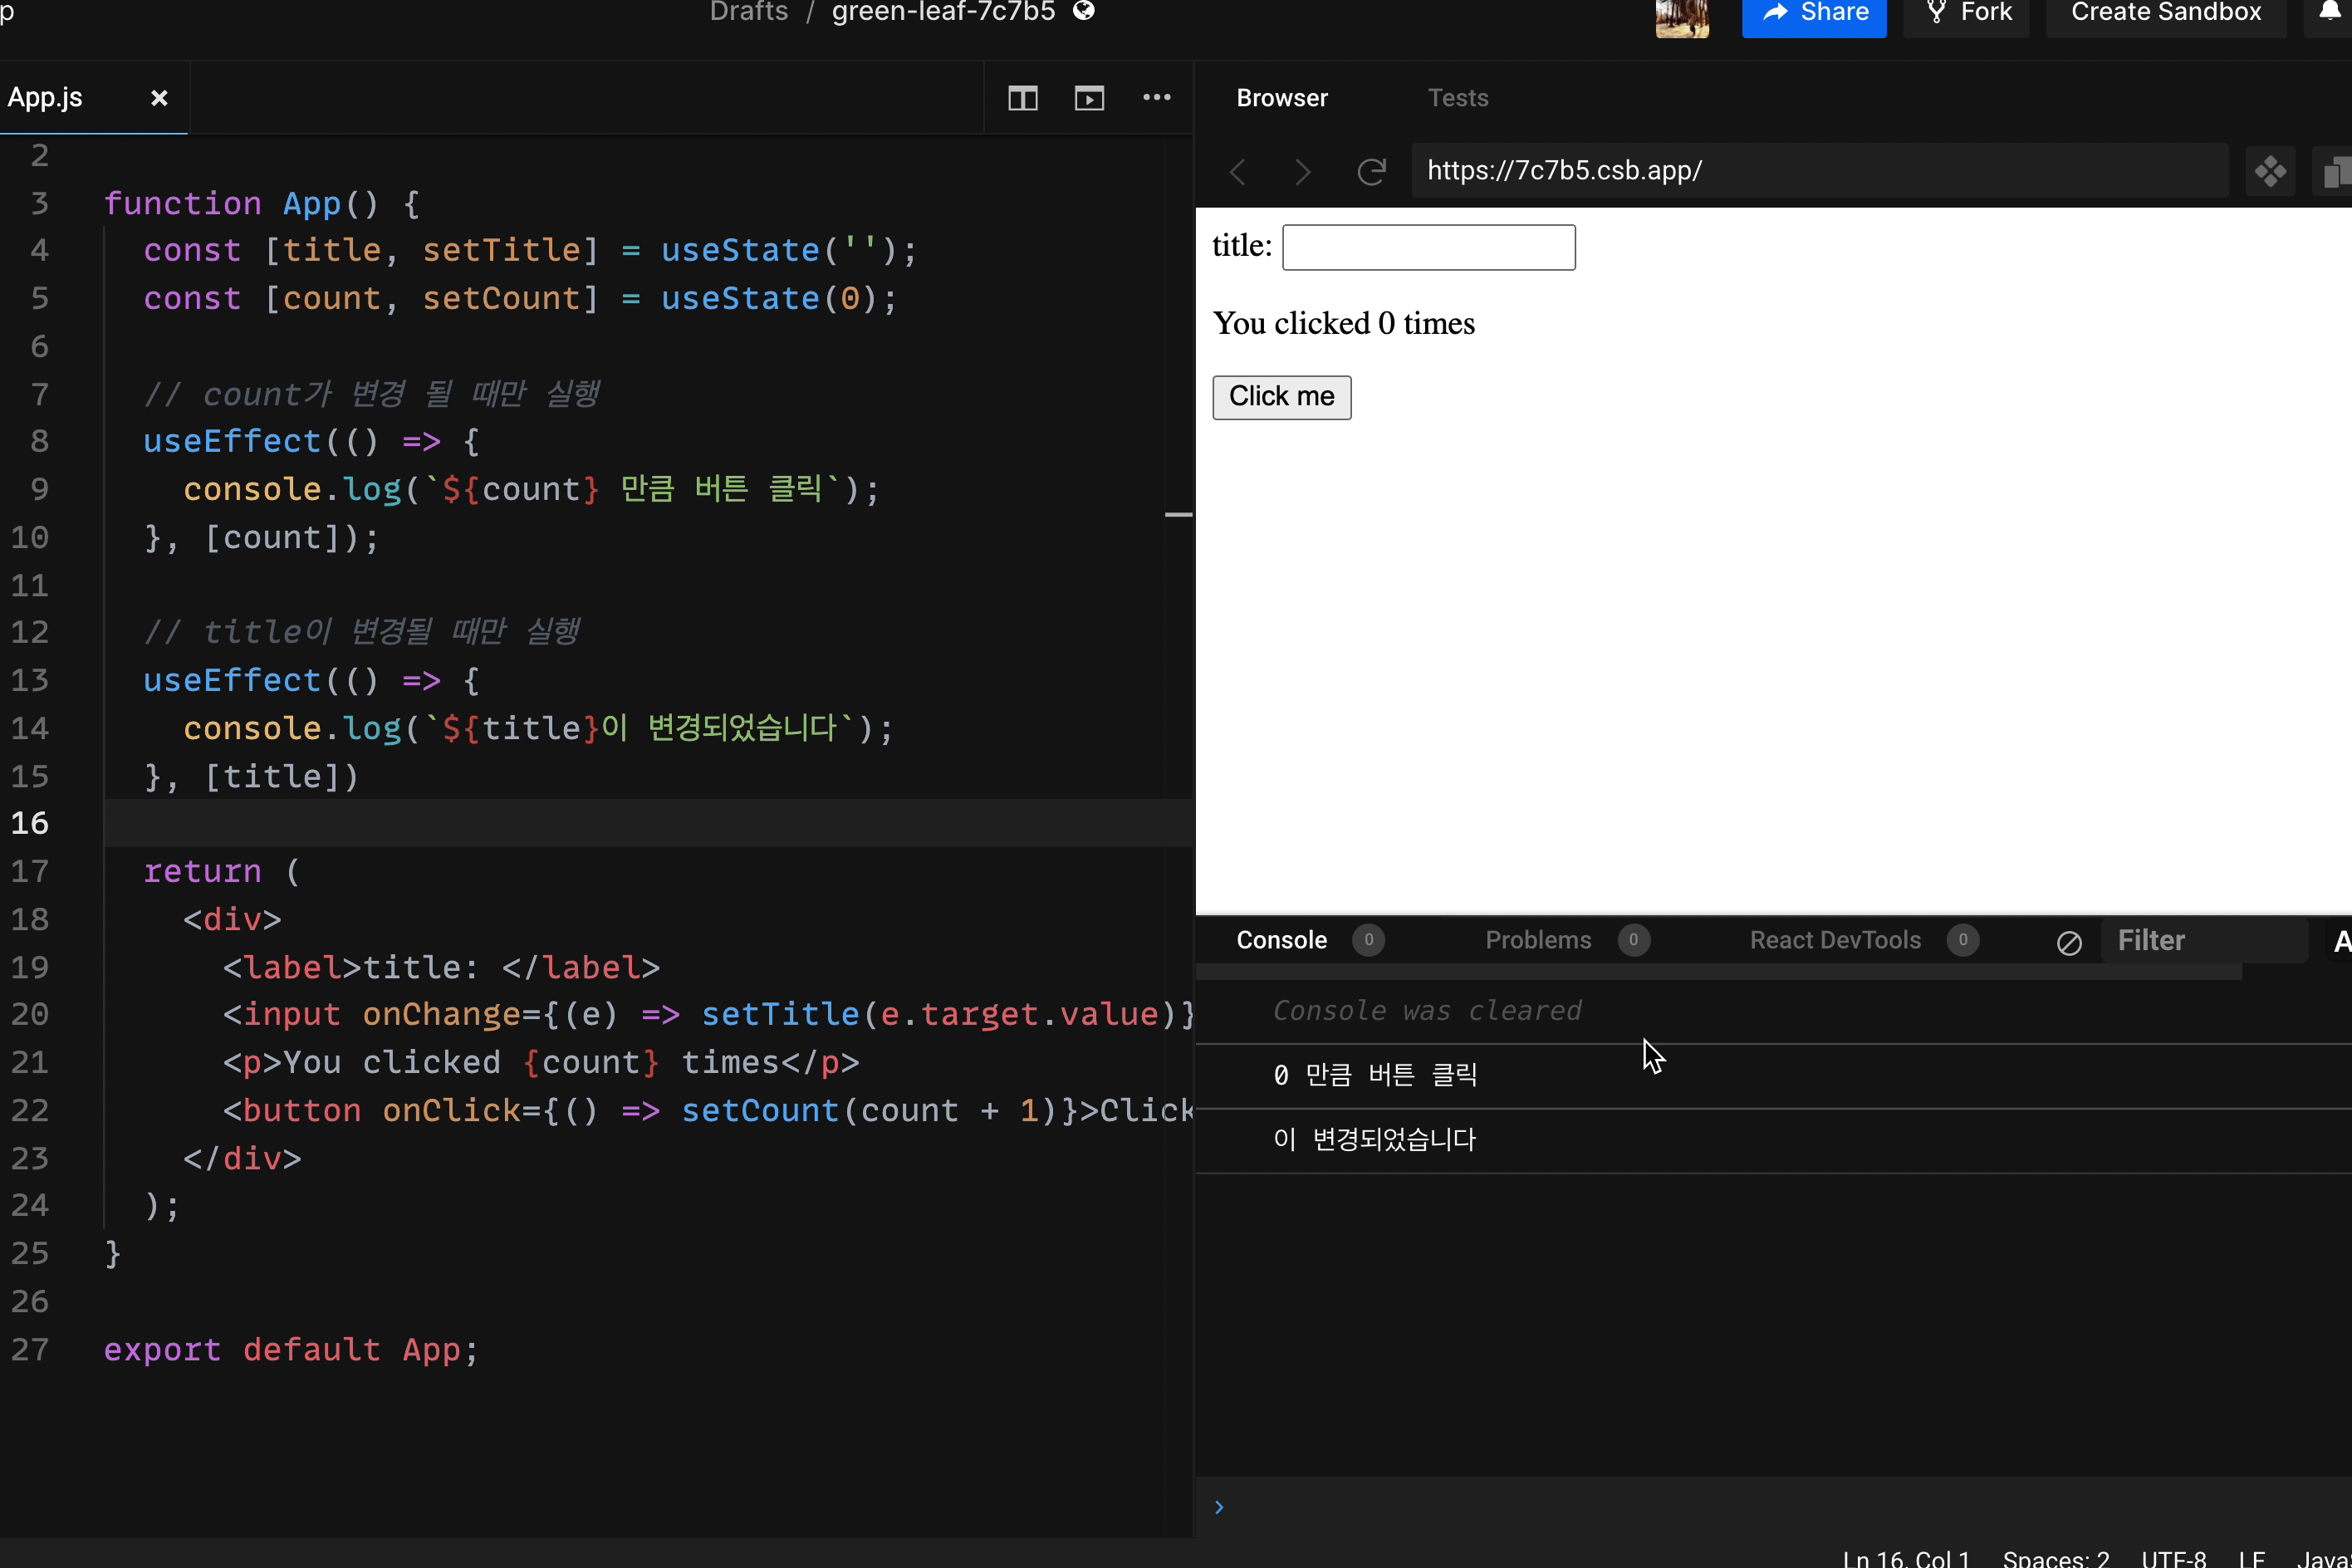 p
Drafts / green-leaf-7c7b5
Share
Fork
Create Sandbox
App.js
Browser
Tests
https://7c7b5.csb.app/
2
3 function App() {
4 const [title, setTitle] = useState('');
5 const [count, setCount] = useState(0);
6
7 // count가 변경 될 때만 실행
8 useEffect(() => {
9 console.log(`${count} 만큼 버튼 클릭`);
10 }, [count]);
11
12 // title이 변경될 때만 실행
13 useEffect(() => {
14 console.log(`${title}이 변경되었습니다`);
15 }, [title])
16
17 return (
18 <div>
19 <label>title: </label>
20 <input onChange={(e) => setTitle(e.target.value)}
21 <p>You clicked {count} times</p>
22 <button onClick={() => setCount(count + 1)}>Click
23 </div>
24 );
25 }
26
27 export default App;
title:
You clicked 0 times
Click me
Console 0
Problems 0
React DevTools 0
Filter
A
Console was cleared
0 만큼 버튼 클릭
이 변경되었습니다
Ln 16, Col 1
Spaces: 2
UTF-8
LF
Java